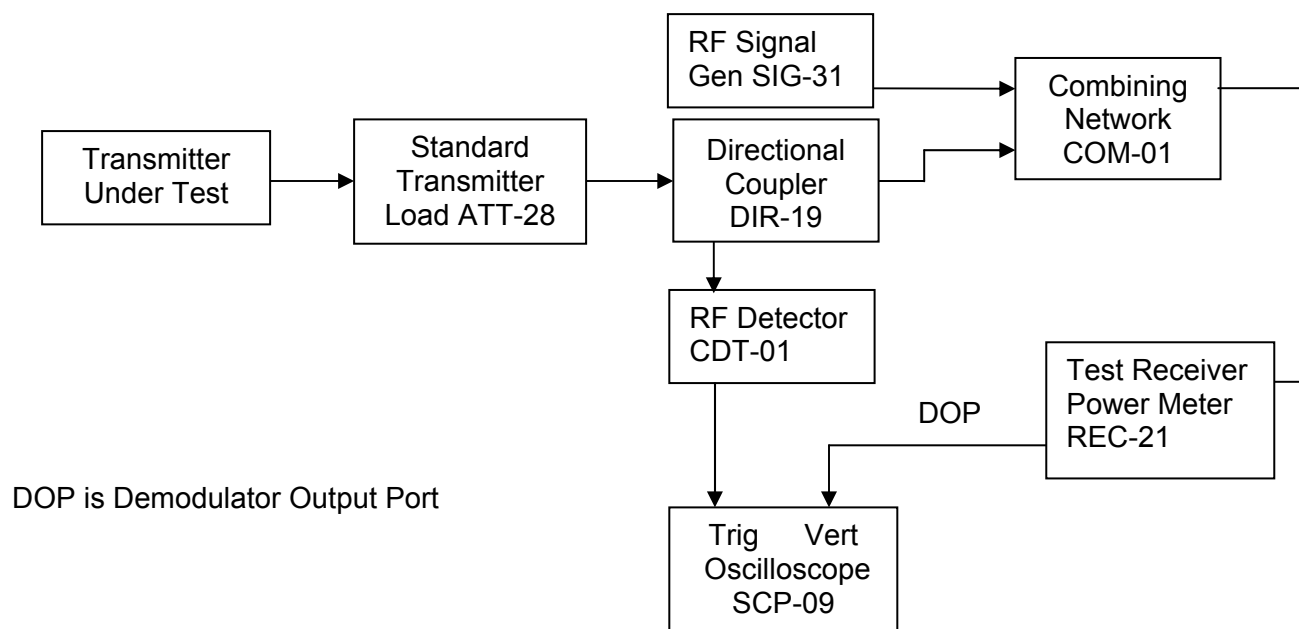 RF Signal
Gen SIG-31
Combining
Network
COM-01
Transmitter
Under Test
Standard
Transmitter
Load ATT-28
Directional
Coupler
DIR-19
RF Detector
CDT-01
Test Receiver
Power Meter
REC-21
DOP
DOP is Demodulator Output Port
Trig Vert
Oscilloscope
SCP-09